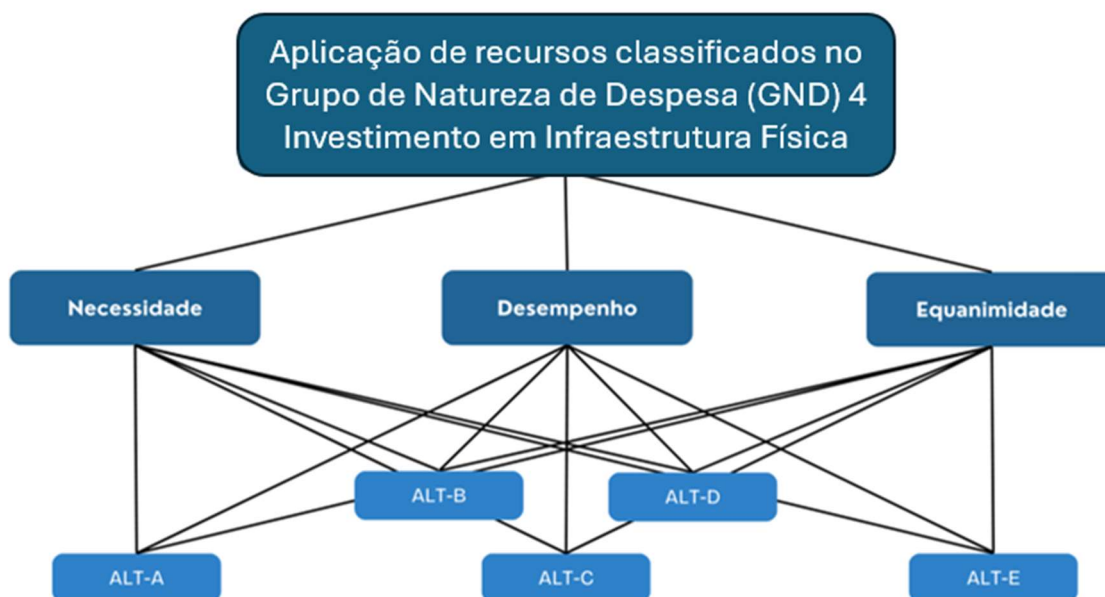 Aplicação de recursos classificados no
Grupo de Natureza de Despesa (GND) 4
Investimento em Infraestrutura Física
Necessidade
Desempenho
Equanimidade
ALT-B
ALT-D
ALT-A
ALT-C
ALT-E